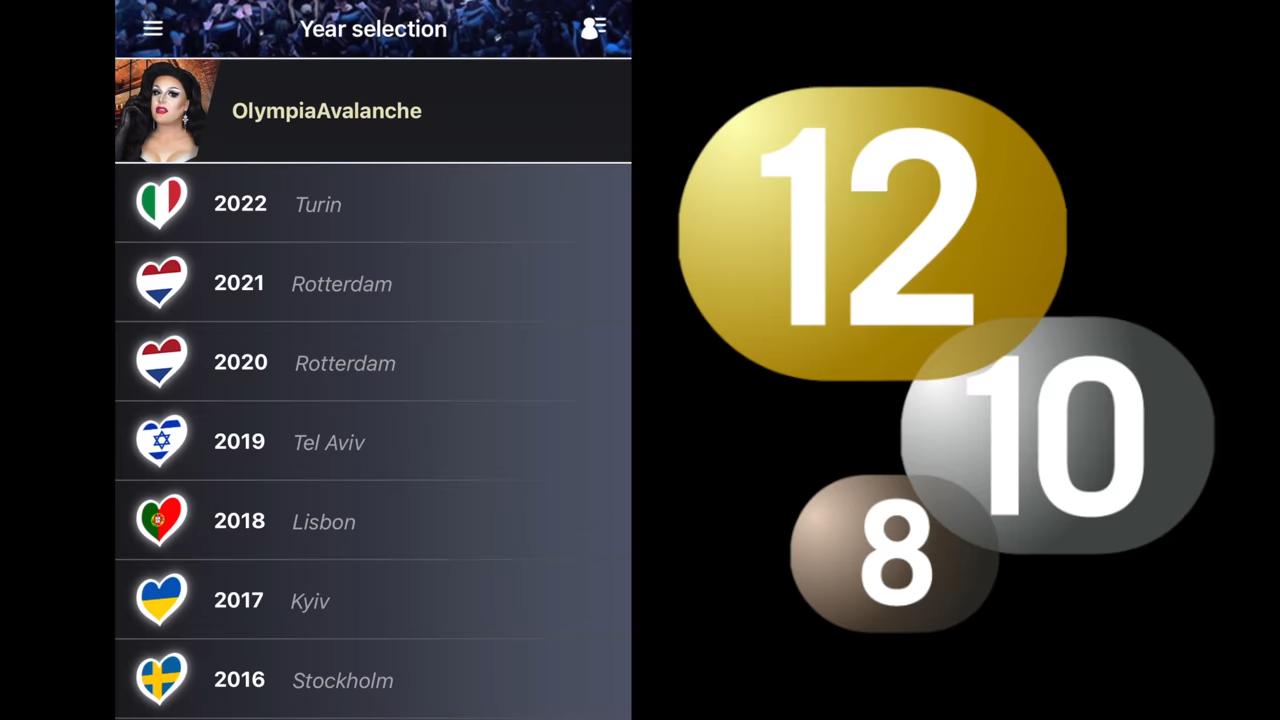 Year selection
OlympiaAvalanche
2022 Turin
2021 Rotterdam
2020 Rotterdam
2019 Tel Aviv
2018 Lisbon
2017 Kyiv
2016 Stockholm
12
10
8